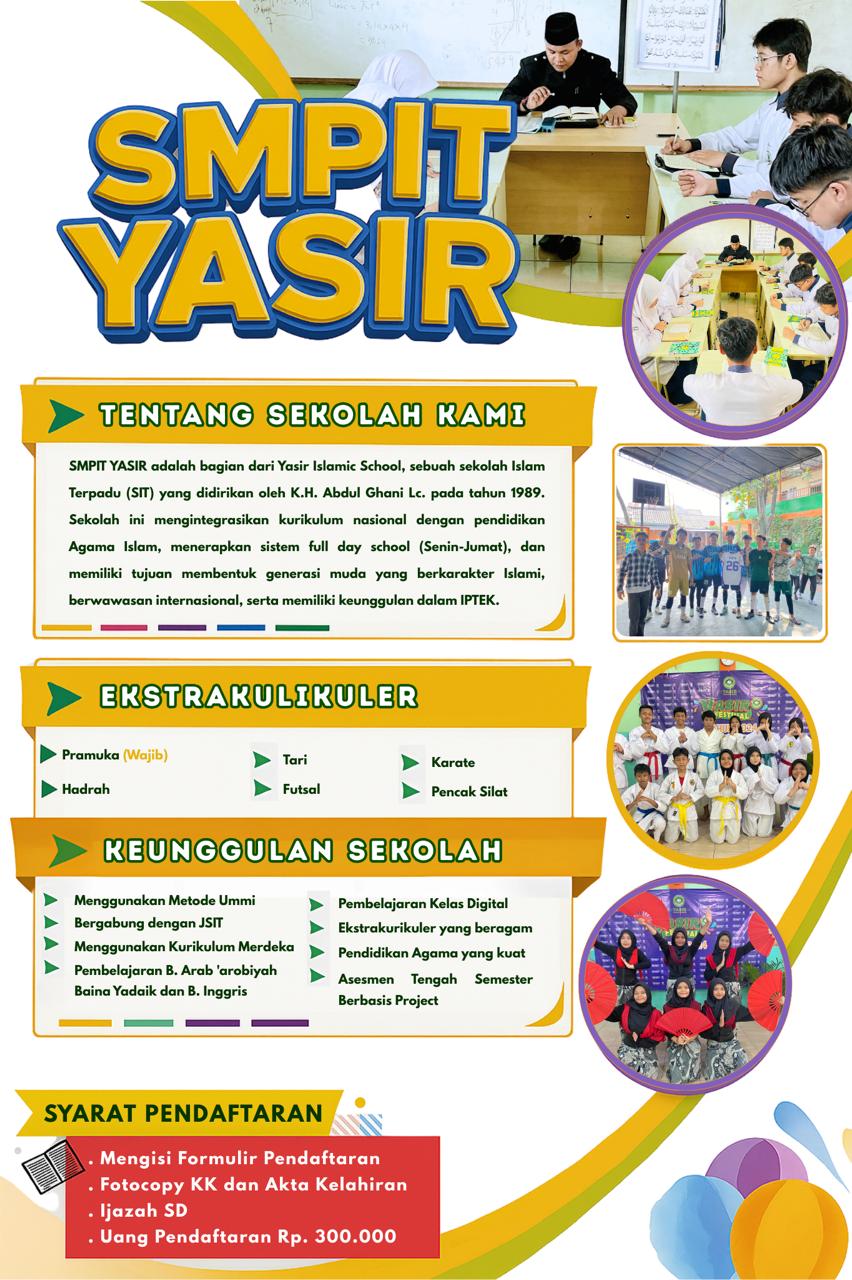 SMPIT
YASIR
TENTANG SEKOLAH KAMI
SMPIT YASIR adalah bagian dari Yasir Islamic School, sebuah sekolah Islam
Terpadu (SIT) yang didirikan oleh K.H. Abdul Ghani Lc. pada tahun 1989.
Sekolah ini mengintegrasikan kurikulum nasional dengan pendidikan
Agama Islam, menerapkan sistem full day school (Senin-Jumat), dan
memiliki tujuan membentuk generasi muda yang berkarakter Islami,
berwawasan internasional, serta memiliki keunggulan dalam IPTEK.
26
EKSTRAKULIKULER
Pramuka (Wajib)
Hadrah
Tari
Futsal
Karate
Pencak Silat
FESTIVAL
KEUNGGULAN SEKOLAH
Menggunakan Metode Ummi
Bergabung dengan JSIT
Menggunakan Kurikulum Merdeka
Pembelajaran B. Arab 'arobiyah
Baina Yadaik dan B. Inggris
Pembelajaran Kelas Digital
Ekstrakurikuler yang beragam
Pendidikan Agama yang kuat
Asesmen Tengah Semester
Berbasis Project
SYARAT PENDAFTARAN
. Mengisi Formulir Pendaftaran
. Fotocopy KK dan Akta Kelahiran
. Ijazah SD
. Uang Pendaftaran Rp. 300.000